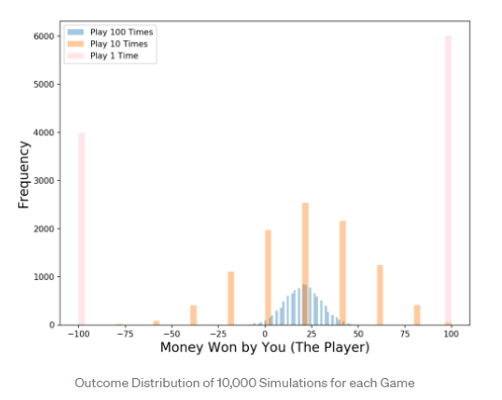 Play 100 Times
Play 10 Times
Play 1 Time
6000
5000
4000
3000
2000
1000
0
Frequency
−100 −75 −50 −25 0 25 50 75 100
Money Won by You (The Player)
Outcome Distribution of 10,000 Simulations for each Game